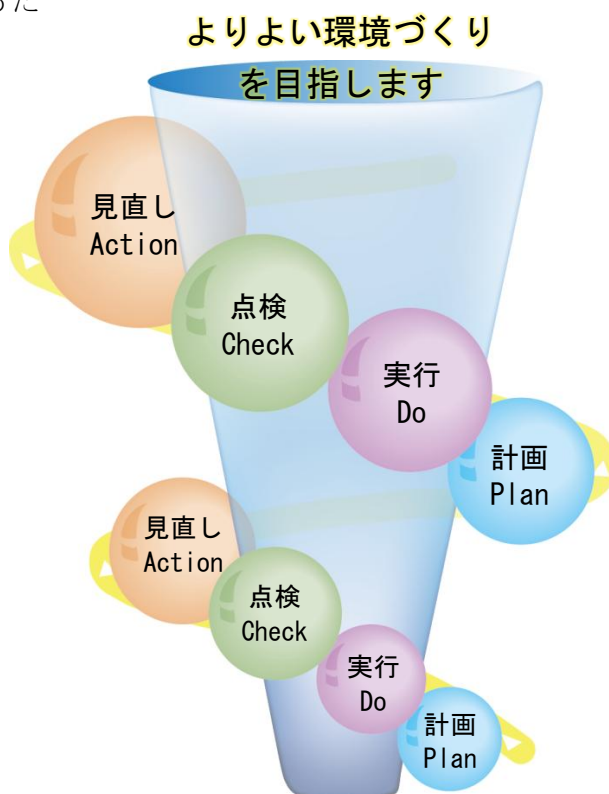 よりよい環境づくり
を目指します
見直し
Action
点検
Check
実行
Do
計画
Plan
見直し
Action
点検
Check
実行
Do
計画
Plan